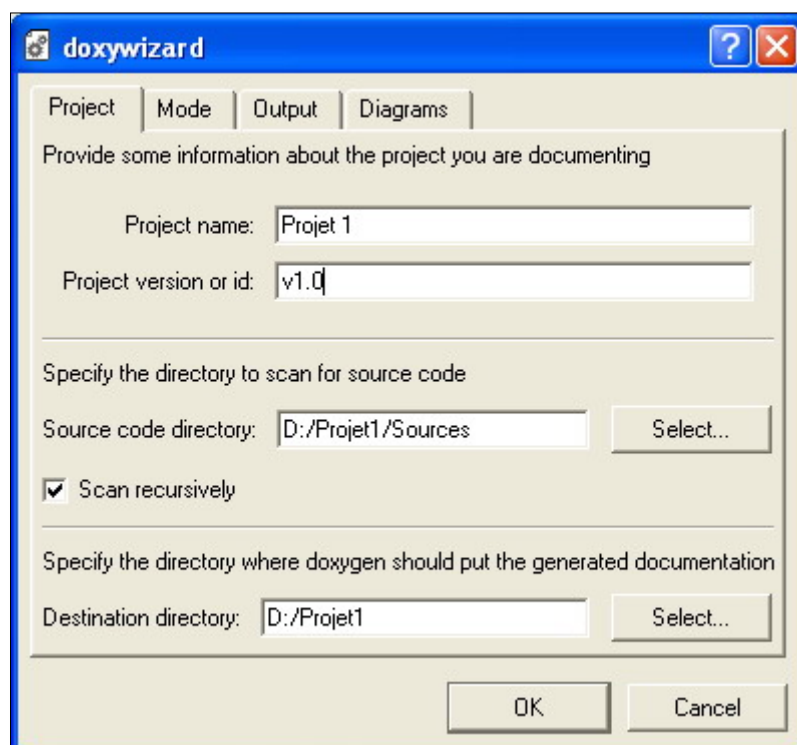 doxywizard
Project Mode Output Diagrams
Provide some information about the project you are documenting
Project name: Projet 1
Project version or id: v1.0
Specify the directory to scan for source code
Source code directory: D:/Projet1/Sources Select...
Scan recursively
Specify the directory where doxygen should put the generated documentation
Destination directory: D:/Projet1 Select...
OK Cancel